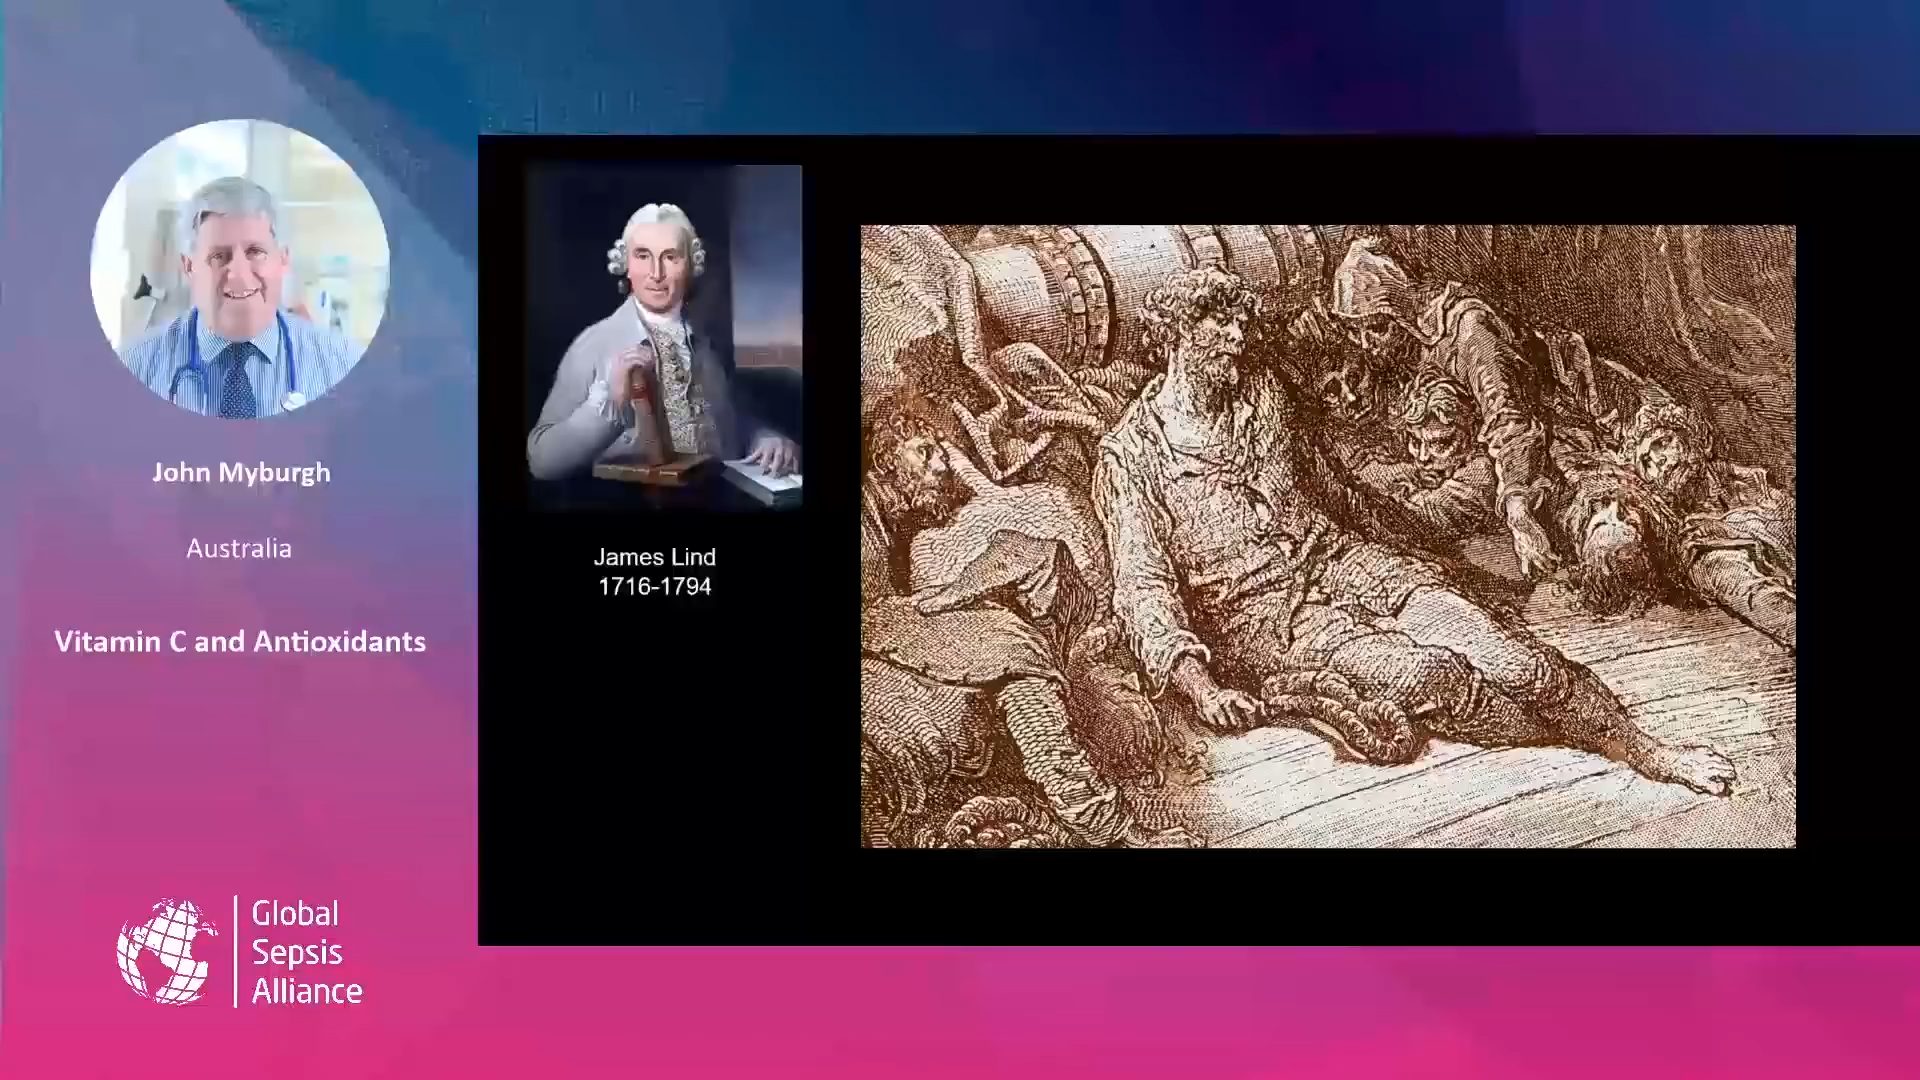 John Myburgh
Australia
Vitamin C and Antioxidants
Global
Sepsis
Alliance
James Lind
1716-1794